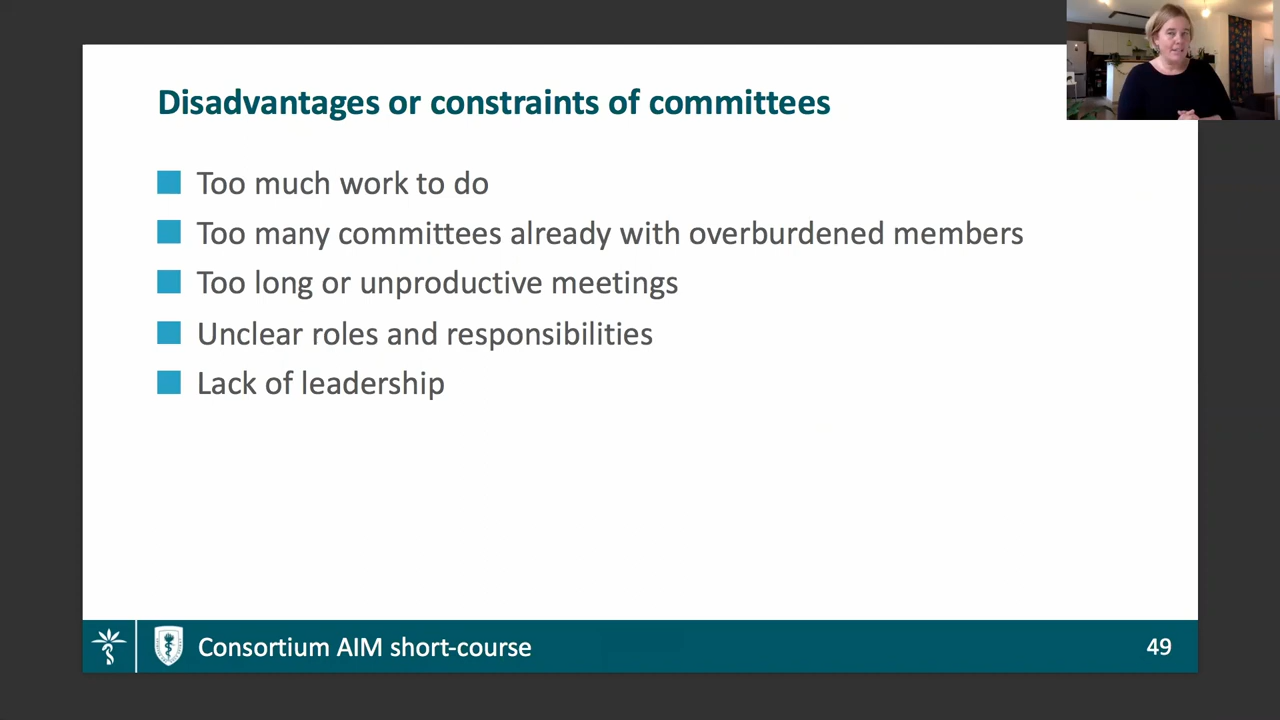 Disadvantages or constraints of committees
Too much work to do
Too many committees already with overburdened members
Too long or unproductive meetings
Unclear roles and responsibilities
Lack of leadership
Consortium AIM short-course
49